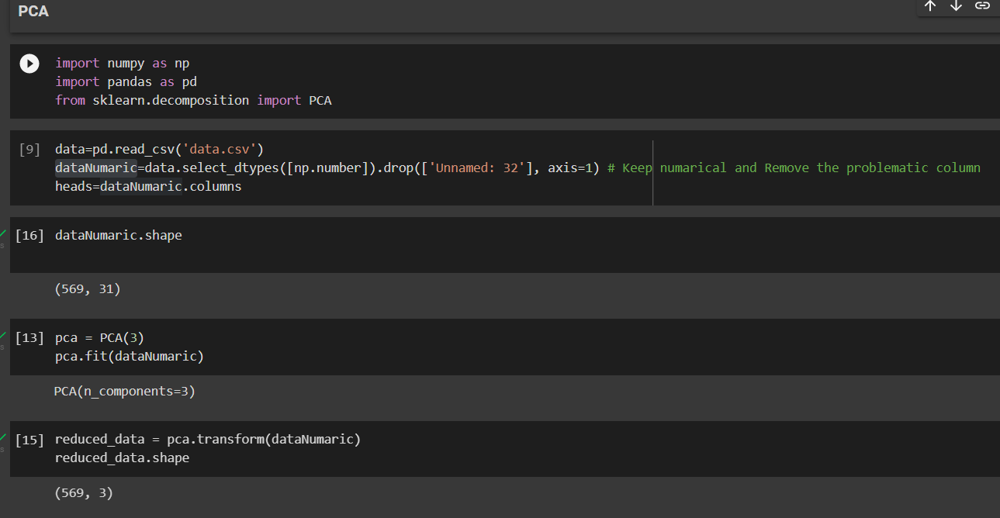 PCA
import numpy as np
import pandas as pd
from sklearn.decomposition import PCA
[9] data=pd.read_csv('data.csv')
dataNumaric=data.select_dtypes([np.number]).drop(['Unnamed: 32'], axis=1) # Keep numarical and Remove the problematic column
heads=dataNumaric.columns
[16] dataNumaric.shape
s
(569, 31)
[13] pca = PCA(3)
s
pca.fit(dataNumaric)
PCA(n_components=3)
[15] reduced_data = pca.transform(dataNumaric)
s
reduced_data.shape
(569, 3)